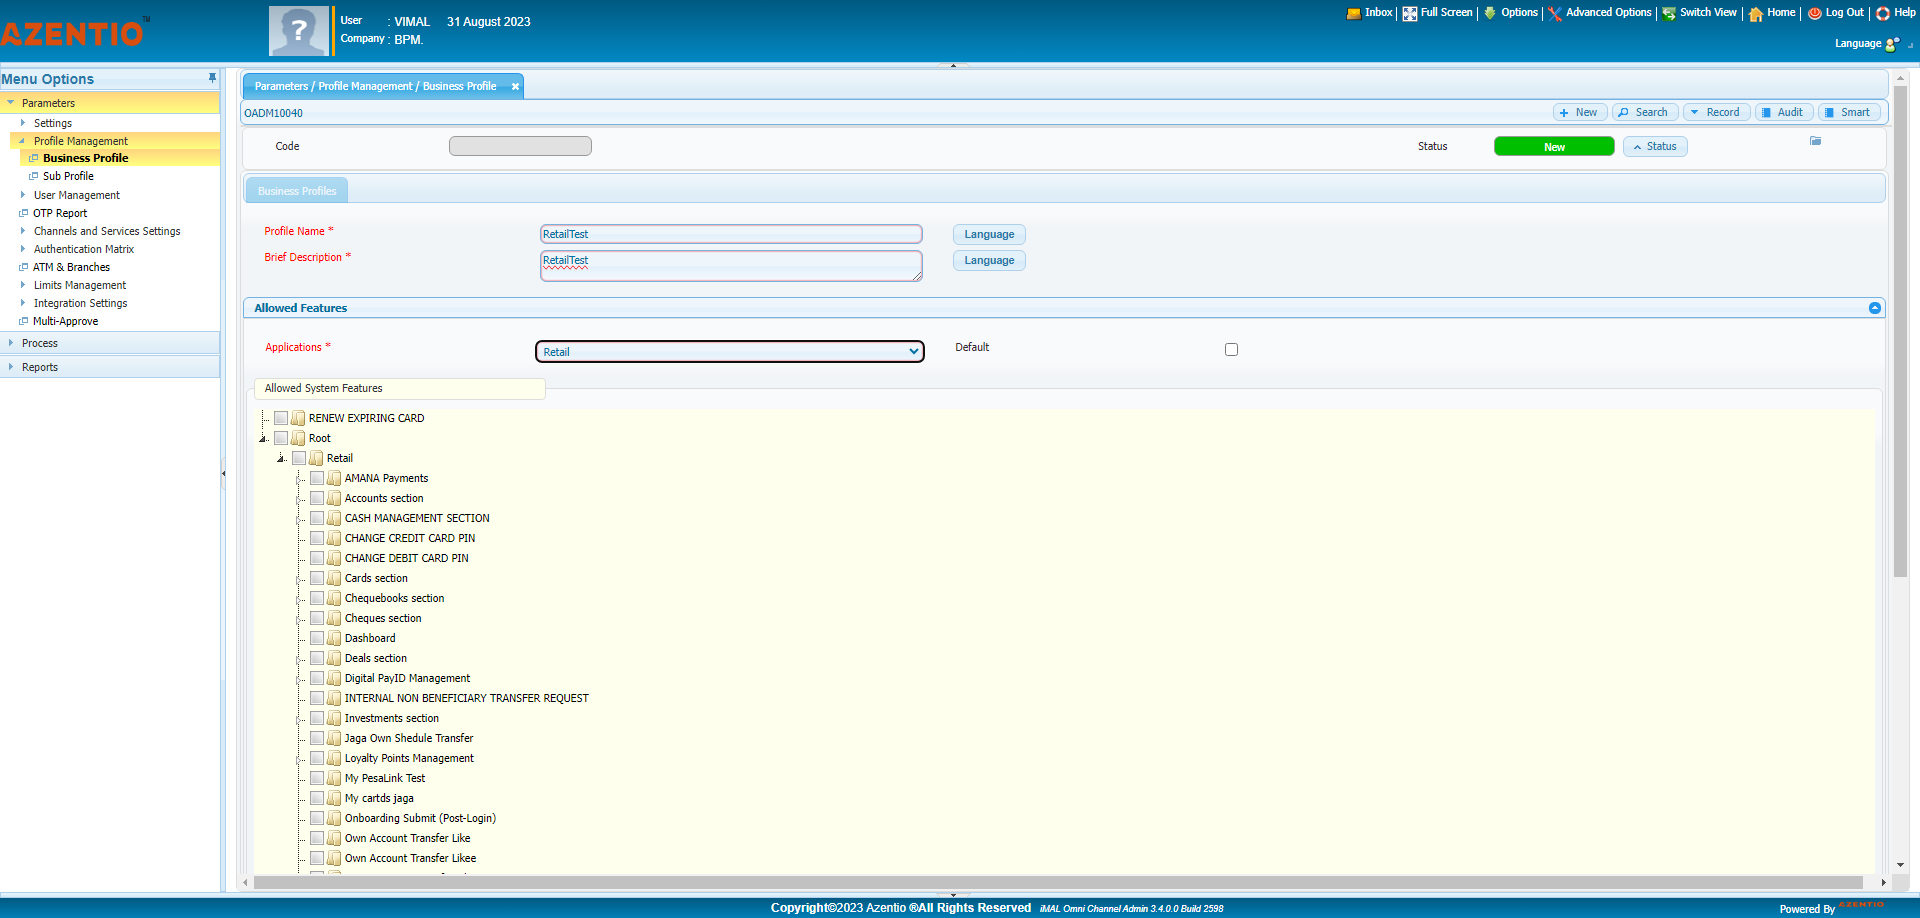 AZENTIO™
User : VIMAL 31 August 2023
Company : BPM.
Inbox Full Screen Options Advanced Options Switch View Home Log Out Help
Language
Menu Options
Parameters
Settings
Profile Management
Business Profile
Sub Profile
User Management
OTP Report
Channels and Services Settings
Authentication Matrix
ATM & Branches
Limits Management
Integration Settings
Multi-Approve
Process
Reports
Parameters / Profile Management / Business Profile
OADM10040
New Search Record Audit Smart
Code Status New Status
Business Profiles
Profile Name * RetailTest Language
Brief Description * RetailTest Language
Allowed Features
Applications * Retail Default
Allowed System Features
RENEW EXPIRING CARD
Root
Retail
AMANA Payments
Accounts section
CASH MANAGEMENT SECTION
CHANGE CREDIT CARD PIN
CHANGE DEBIT CARD PIN
Cards section
Chequebooks section
Cheques section
Dashboard
Deals section
Digital PayID Management
INTERNAL NON BENEFICIARY TRANSFER REQUEST
Investments section
Jaga Own Shedule Transfer
Loyalty Points Management
My PesaLink Test
My cartds jaga
Onboarding Submit (Post-Login)
Own Account Transfer Like
Own Account Transfer Likee
Copyright©2023 Azentio ®All Rights Reserved iMAL Omni Channel Admin 3.4.0.0 Build 2598
Powered By AZENTIO